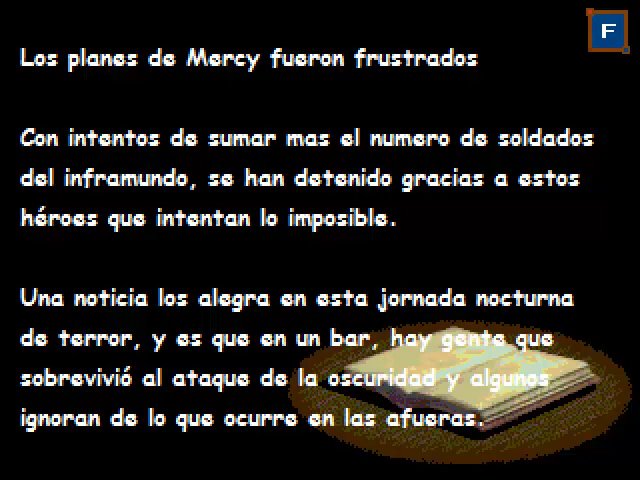 F
Los planes de Mercy fueron frustrados
Con intentos de sumar mas el numero de soldados
del inframundo, se han detenido gracias a estos
héroes que intentan lo imposible.
Una noticia los alegra en esta jornada nocturna
de terror, y es que en un bar, hay gente que
sobrevivió al ataque de la oscuridad y algunos
ignoran de lo que ocurre en las afueras.